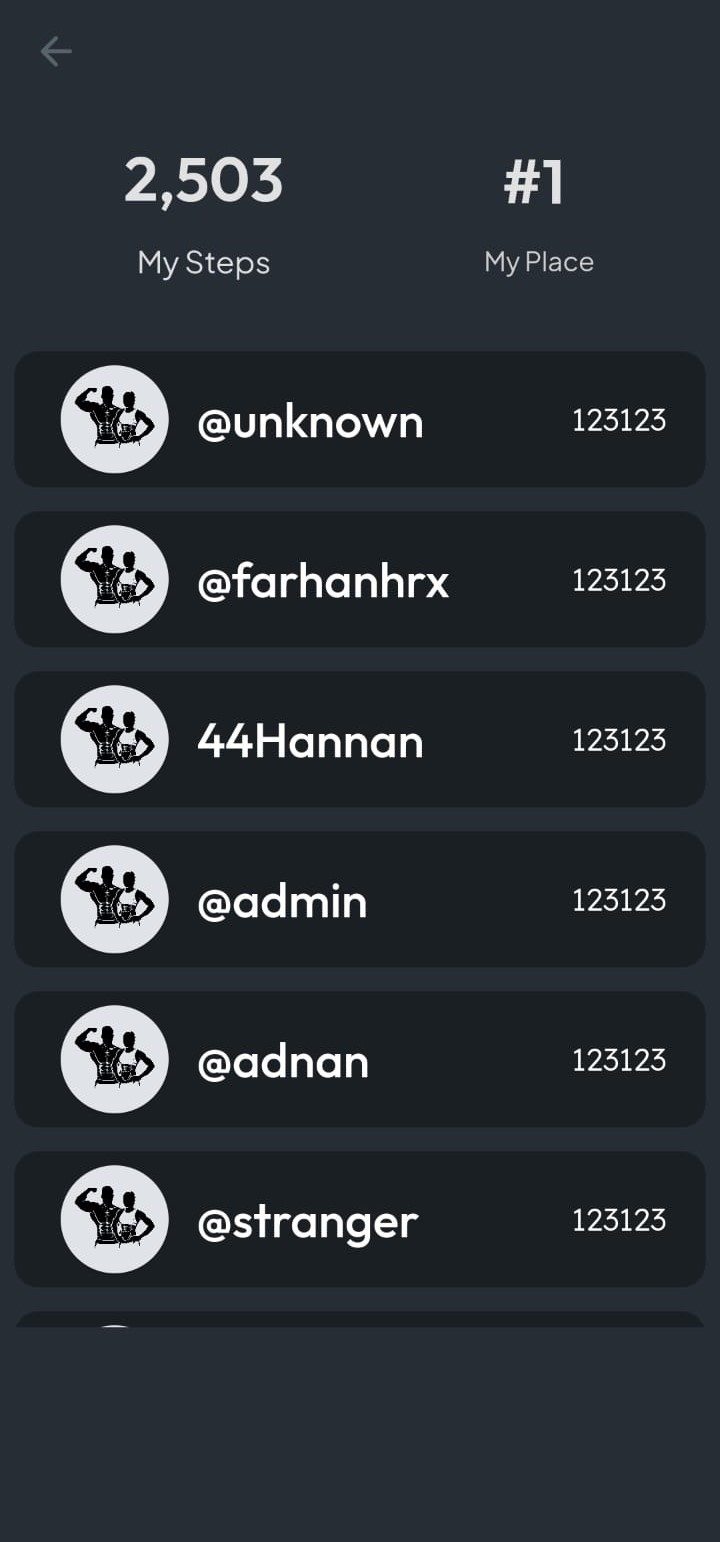 2,503 #1
My Steps My Place
@unknown 123123
@farhanhrx 123123
44Hannan 123123
@admin 123123
@adnan 123123
@stranger 123123